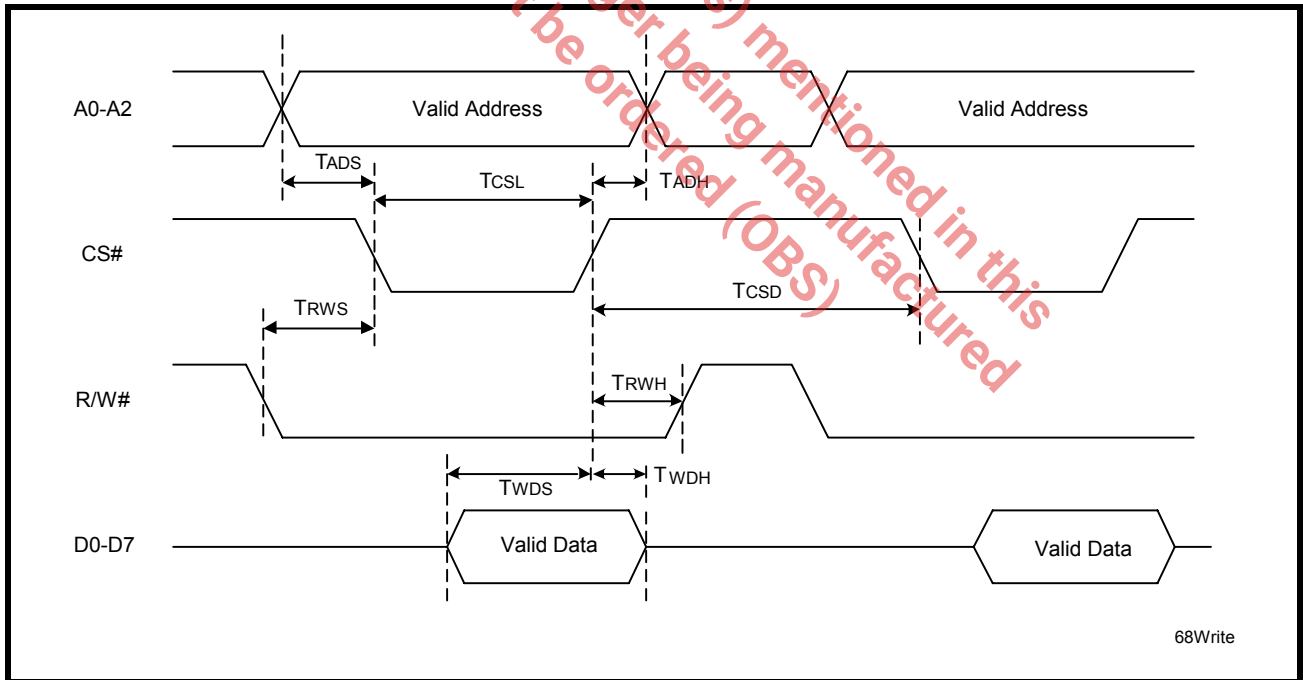 s) mentioned in this
ger being manufactured
t be ordered (OBS)
A0-A2
Valid Address
Valid Address
TADS
TCSL
TADH
CS#
TCSD
TRWS
R/W#
TRWH
TWDS
TWDH
D0-D7
Valid Data
Valid Data
68Write